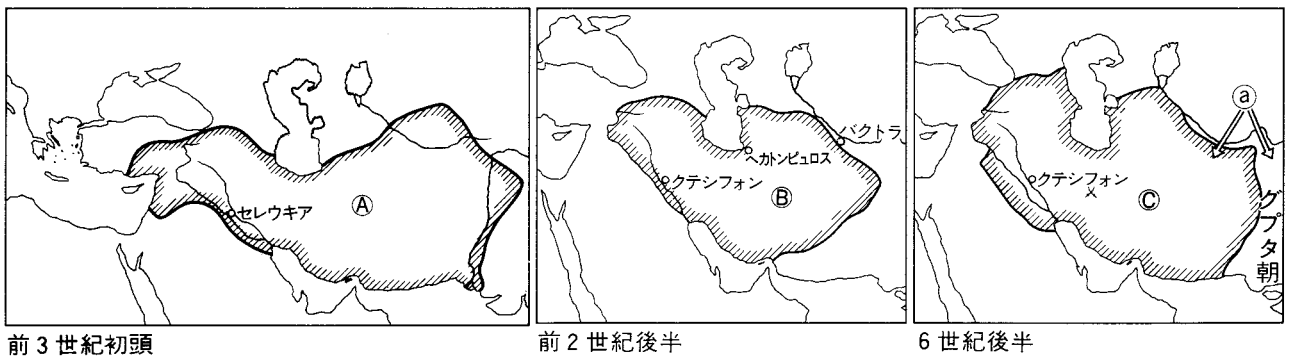 セレウキア
Ⓐ
前3世紀初頭
バクトラ
ヘカトンピュロス
クテシフォン
Ⓑ
前2世紀後半
ⓐ
クテシフォン
Ⓒ
グプタ朝
6世紀後半